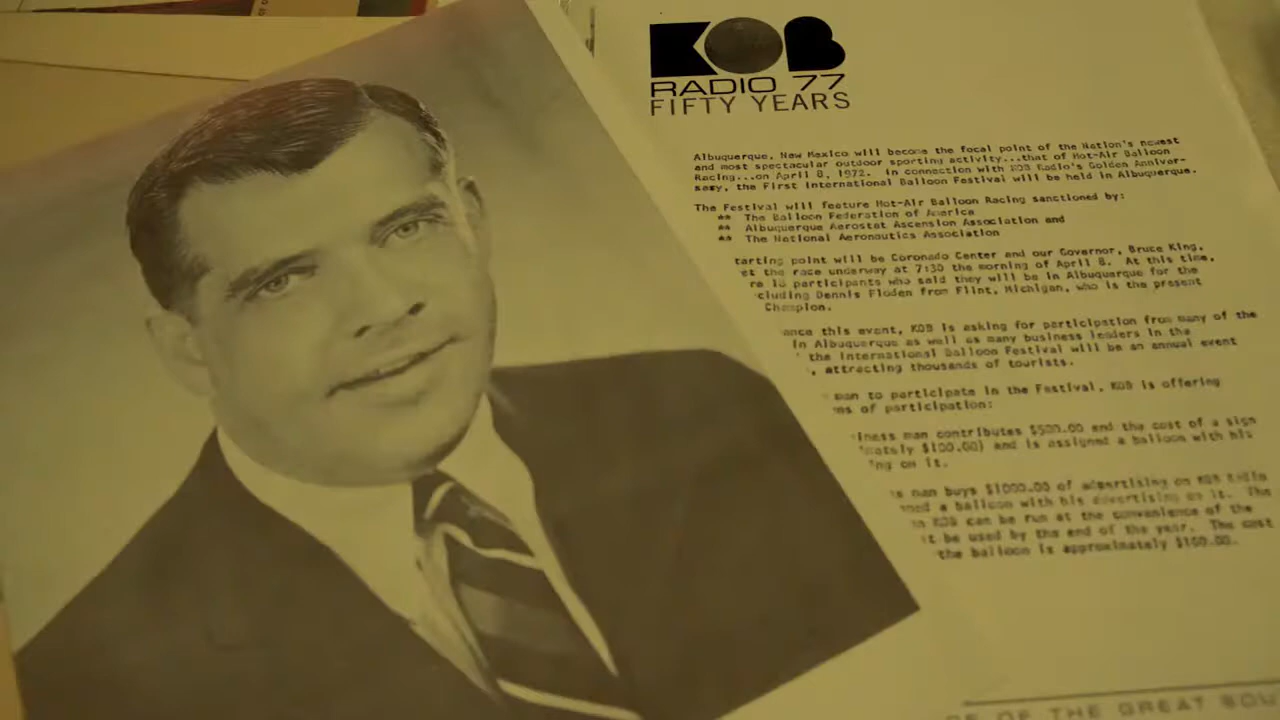 KOB
RADIO 77
FIFTY YEARS
Albuquerque, New Mexico will become the focal point of the Nation's newest
and most spectacular outdoor sporting activity...that of Hot-Air Balloon
Racing...on April 8, 1972. In connection with KOB Radio's Golden Anniver-
sary, the First International Balloon Festival will be held in Albuquerque.
The Festival will feature Hot-Air Balloon Racing sanctioned by:
** The Balloon Federation of America
** Albuquerque Aerostat Ascension Association and
** The National Aeronautics Association
tarting point will be Coronado Center and our Governor, Bruce King,
et the race underway at 7:30 the morning of April 8. At this time,
re 13 participants who said they will be in Albuquerque for the
cluding Dennis Floden from Flint, Michigan, who is the present
Champion.
ance this event, KOB is asking for participation from many of the
in Albuquerque as well as many business leaders in the
the International Balloon Festival will be an annual event
, attracting thousands of tourists.
man to participate in the Festival, KOB is offering
ms of participation:
iness man contributes $500.00 and the cost of a sign
mately $100.00) and is assigned a balloon with his
ing on it.
s man buys $1000.00 of advertising on KOB Radio
ned a balloon with his advertising on it. The
on KOB can be run at the convenience of the
t be used by the end of the year. The cost
the balloon is approximately $100.00.
OF THE GREAT SOU